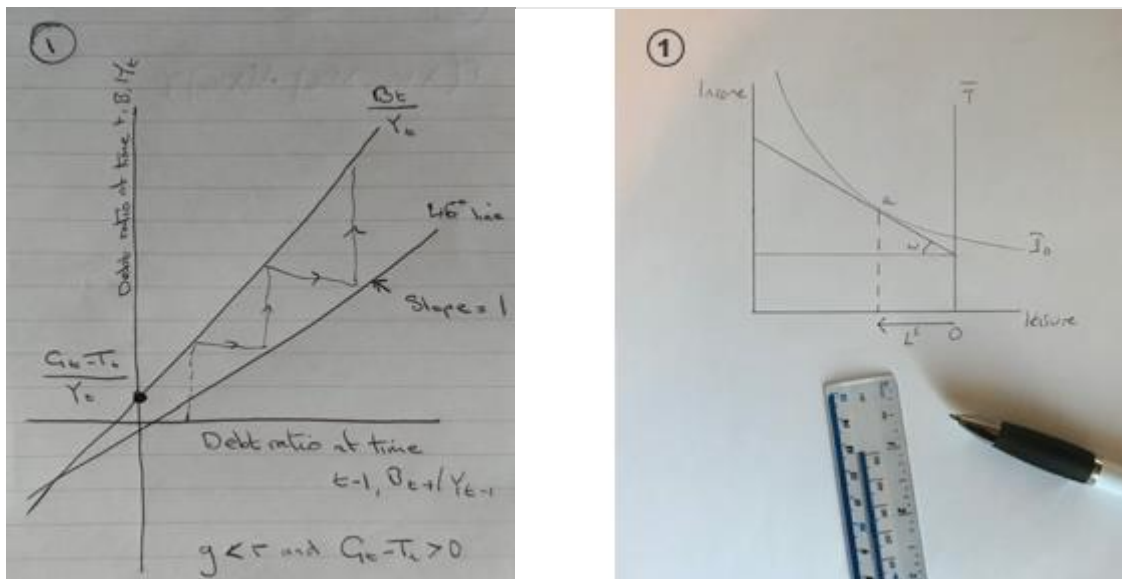 1
Debt ratio at time t, Bt/Yt
Bt
Yt
45° line
Slope = 1
Gt-Tt
Yt
Debt ratio at time
t-1, Bt-1/Yt-1
g < r and Gt-Tt > 0
1
Income
T
a
w
I0
Leisure
0